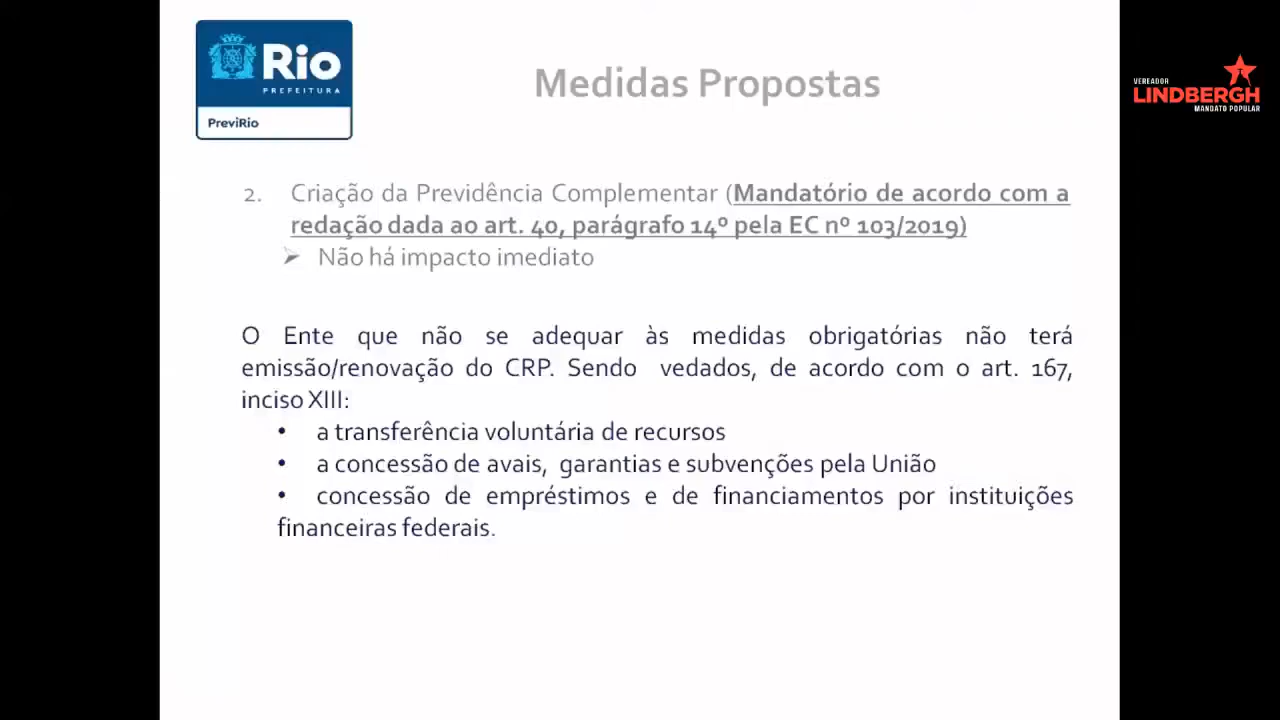 Rio
PREFEITURA
PreviRio
Medidas Propostas
VEREADOR
LINDBERGH
MANDATO POPULAR
2. Criação da Previdência Complementar (Mandatório de acordo com a
redação dada ao art. 40, parágrafo 14º pela EC nº 103/2019)
➢ Não há impacto imediato
O Ente que não se adequar às medidas obrigatórias não terá
emissão/renovação do CRP. Sendo vedados, de acordo com o art. 167,
inciso XIII:
• a transferência voluntária de recursos
• a concessão de avais, garantias e subvenções pela União
• concessão de empréstimos e de financiamentos por instituições
financeiras federais.